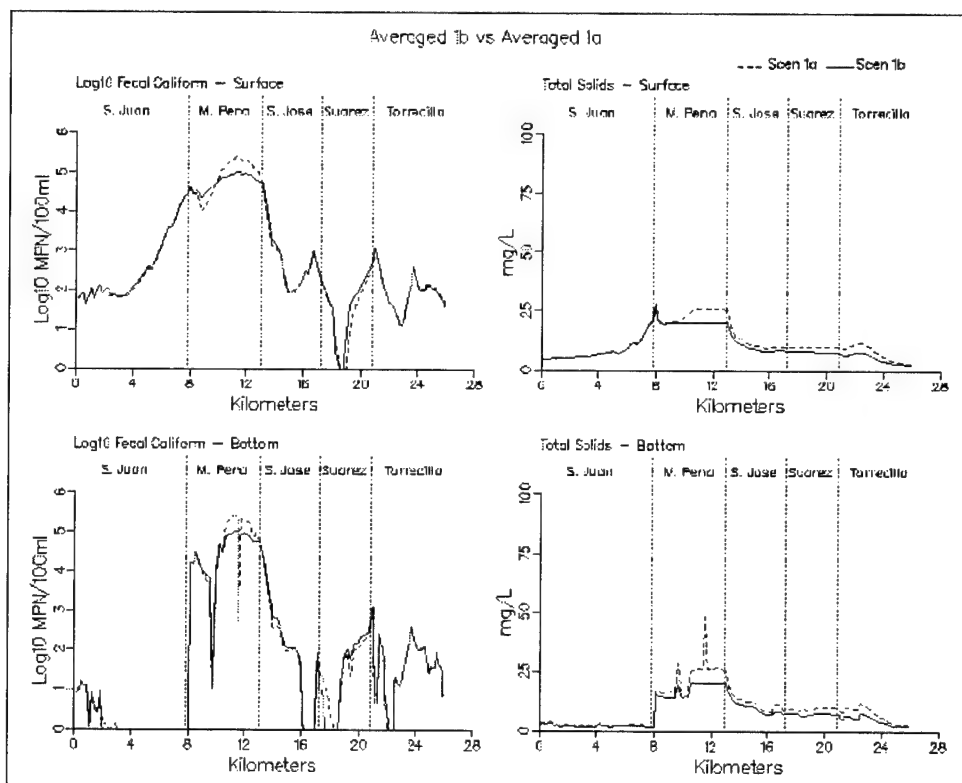 Averaged 1b vs Averaged 1a
Scen 1a
Scen 1b
Log10 Fecal Coliform – Surface
S. Juan
M. Pena
S. Jose
Suarez
Torrecilla
Log10 MPN/100ml
6
5
4
3
2
1
0
0
4
8
12
16
20
24
28
Kilometers
Total Solids – Surface
S. Juan
M. Pena
S. Jose
Suarez
Torrecilla
mg/L
100
75
50
25
0
0
4
8
12
16
20
24
28
Kilometers
Log10 Fecal Coliform – Bottom
S. Juan
M. Pena
S. Jose
Suarez
Torrecilla
Log10 MPN/100ml
6
5
4
3
2
1
0
0
4
8
12
16
20
24
28
Kilometers
Total Solids – Bottom
S. Juan
M. Pena
S. Jose
Suarez
Torrecilla
mg/L
100
75
50
25
0
0
4
8
12
16
20
24
28
Kilometers